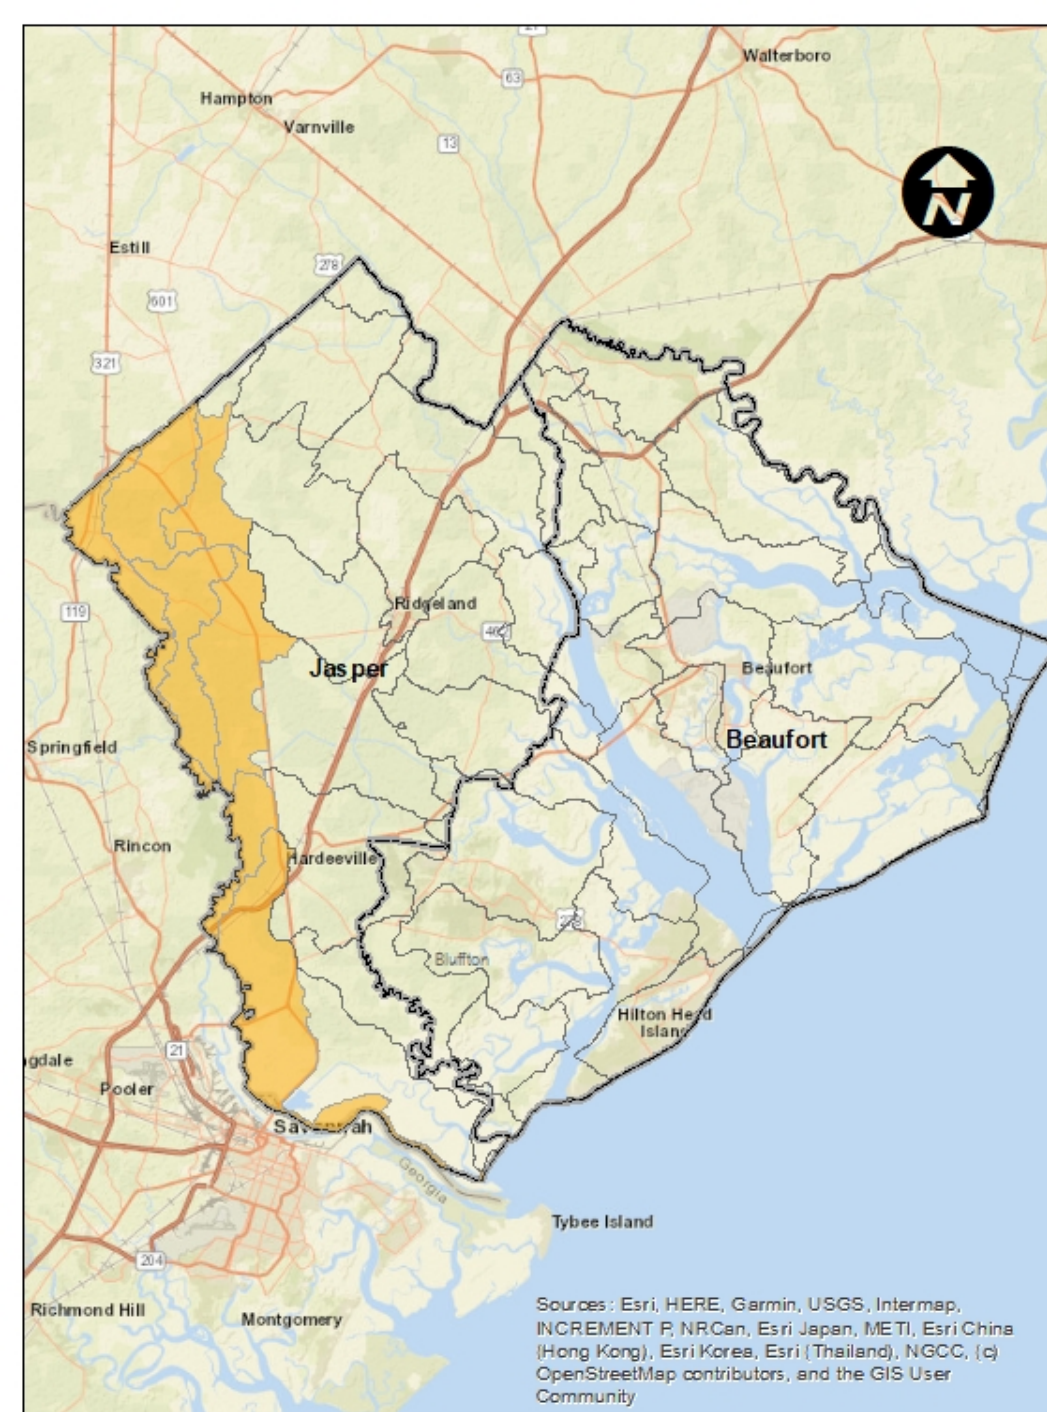 21
Walterboro
63
Hampton
Varnville
13
N
Estill
278
601
321
119
Ridgeland
462
Jasper
Beaufort
Beaufort
Springfield
Rincon
Hardeeville
278
Bluffton
Hilton Head
Island
21
gdale
Pooler
Savannah
Georgia
Tybee Island
204
Richmond Hill
Montgomery
Sources: Esri, HERE, Garmin, USGS, Intermap,
INCREMENT P, NRCan, Esri Japan, METI, Esri China
(Hong Kong), Esri Korea, Esri (Thailand), NGCC, (c)
OpenStreetMap contributors, and the GIS User
Community